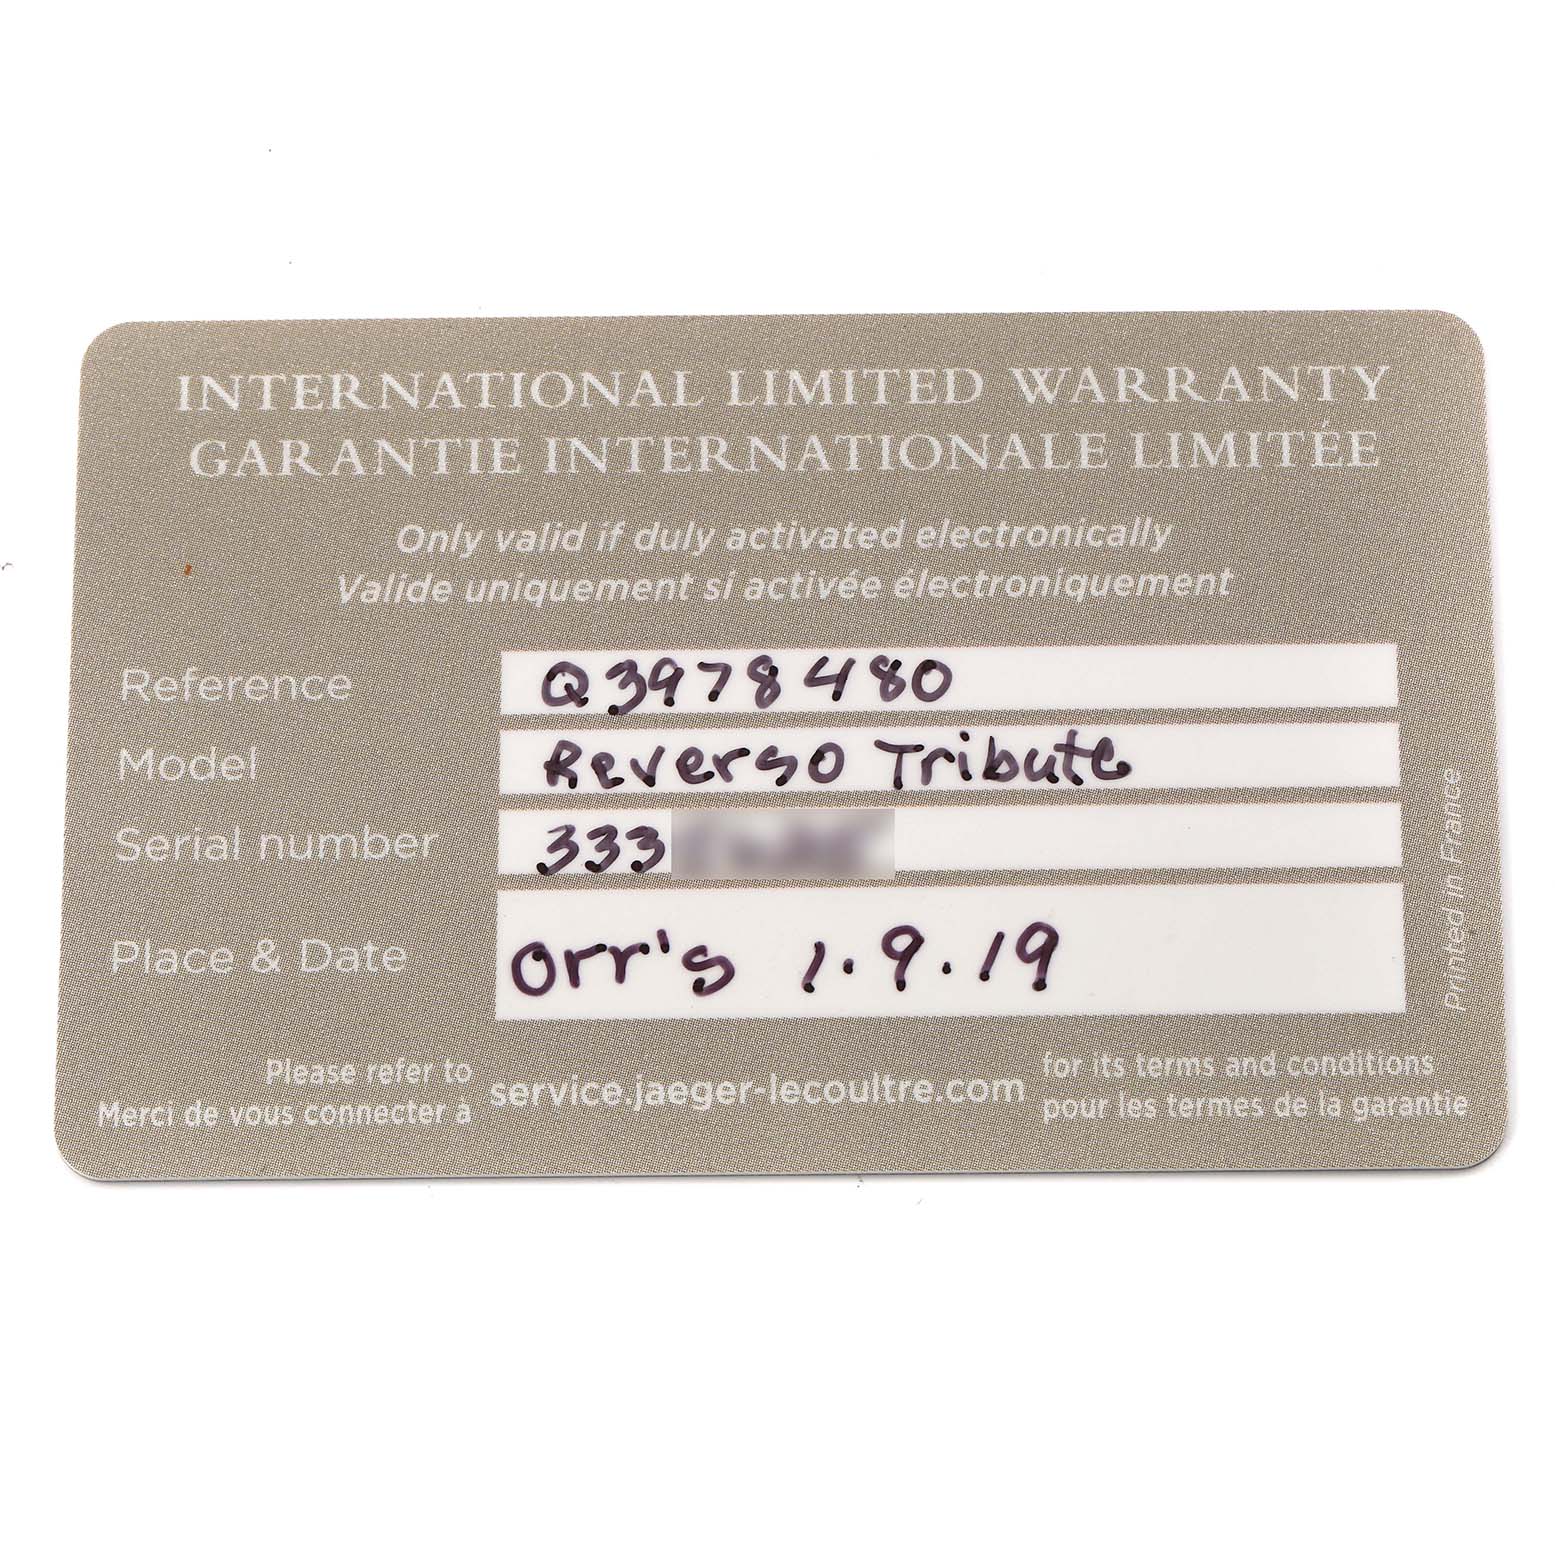 INTERNATIONAL LIMITED WARRANTY
GARANTIE INTERNATIONALE LIMITÉE
Only valid if duly activated electronically
Valide uniquement si activée électroniquement
Reference Q3978480
Model Reverso Tribute
Serial number 333
Place & Date Orr's 1.9.19
Printed in France
Please refer to
Merci de vous connecter à
service.jaeger-lecoultre.com
for its terms and conditions
pour les termes de la garantie